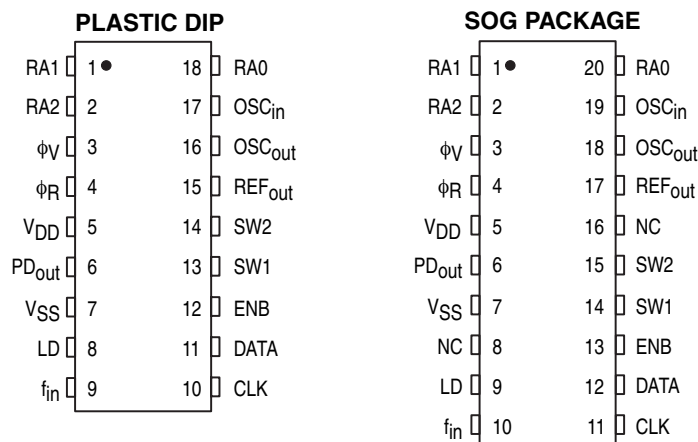 PLASTIC DIP
RA1 1 18 RA0
RA2 2 17 OSCin
ϕV 3 16 OSCout
ϕR 4 15 REFout
VDD 5 14 SW2
PDout 6 13 SW1
VSS 7 12 ENB
LD 8 11 DATA
fin 9 10 CLK
SOG PACKAGE
RA1 1 20 RA0
RA2 2 19 OSCin
ϕV 3 18 OSCout
ϕR 4 17 REFout
VDD 5 16 NC
PDout 6 15 SW2
VSS 7 14 SW1
NC 8 13 ENB
LD 9 12 DATA
fin 10 11 CLK